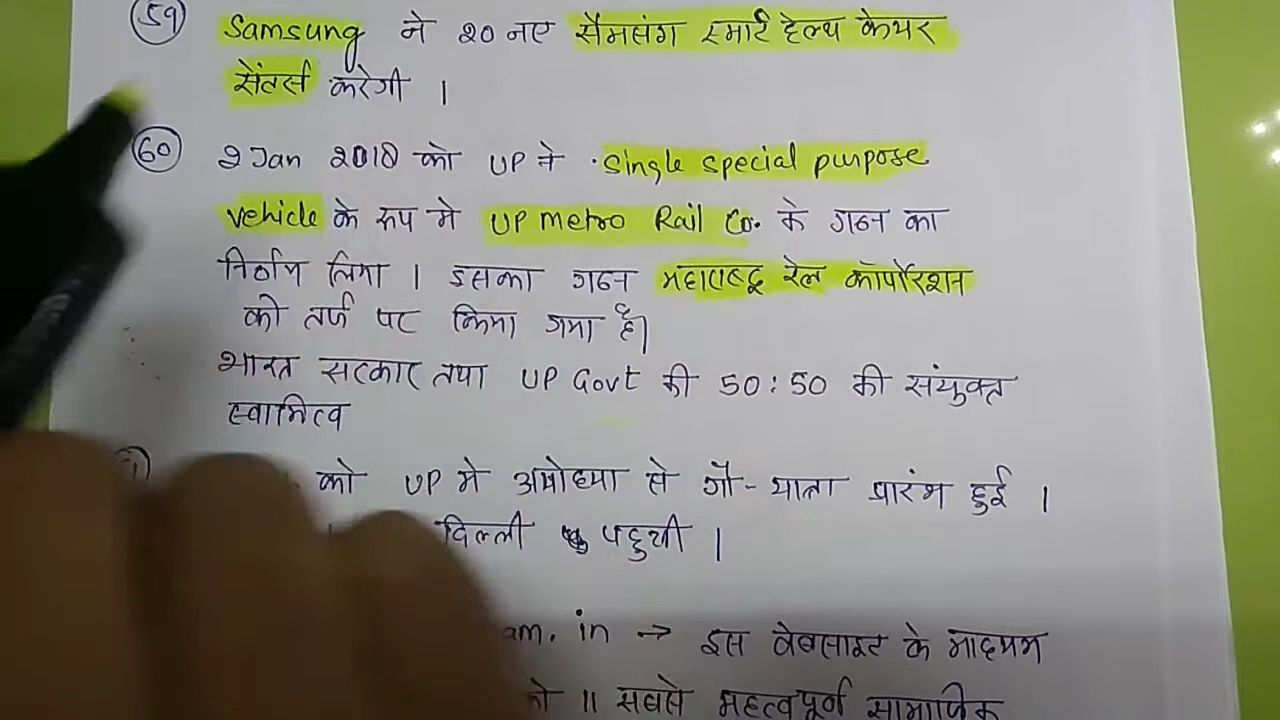 59 Samsung ने 20 नए सैमसंग स्मार्ट हेल्थ केयर
सेंटर्स करेगी ।
60 2 Jan 2018 को UP ने single special purpose
vehicle के रूप मे UP Metro Rail Co. के गठन का
निर्णय लिया । इसका गठन महाराष्ट्र रेल कॉर्पोरेशन
की तर्ज पर किया गया है।
भारत सरकार तथा UP Govt की 50:50 की संयुक्त
स्वामित्व
को UP मे अयोध्या से गौ-यात्रा प्रारंभ हुई ।
दिल्ली पहुची ।
am. in → इस वेबसाइट के माध्यम
11 सबसे महत्वपूर्ण सामाजिक